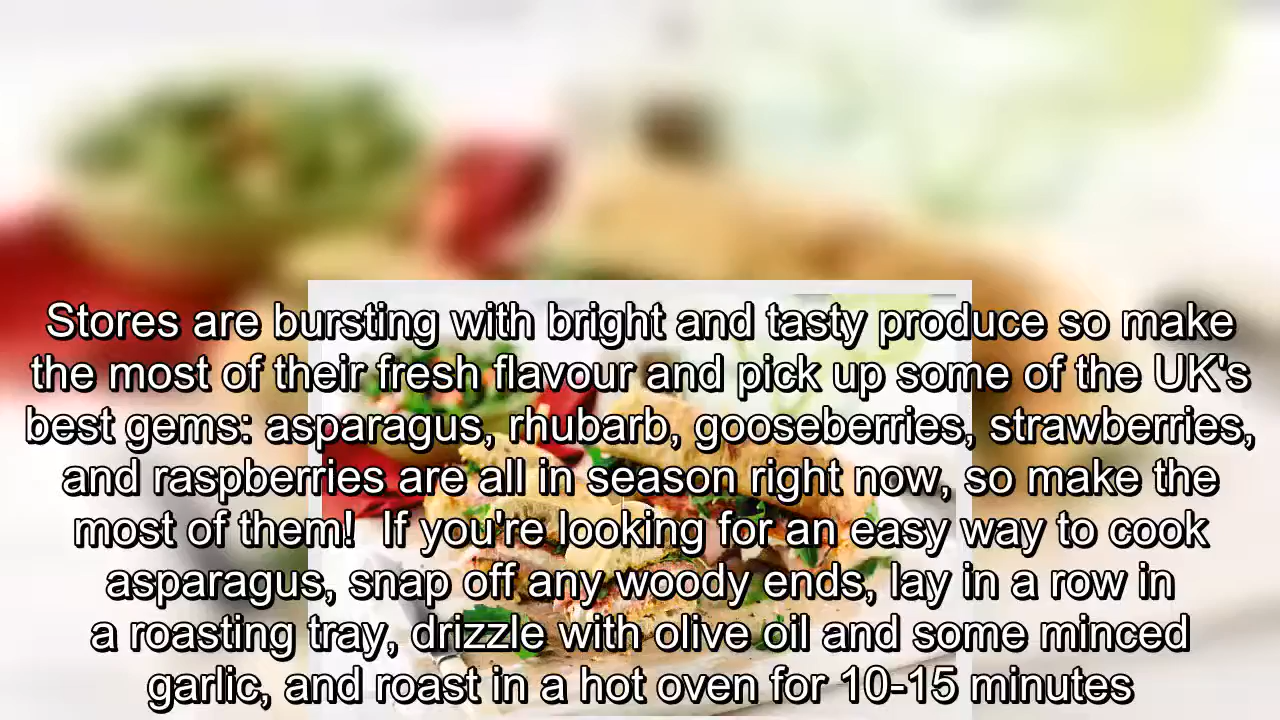 Stores are bursting with bright and tasty produce so make
the most of their fresh flavour and pick up some of the UK's
best gems: asparagus, rhubarb, gooseberries, strawberries,
and raspberries are all in season right now, so make the
most of them!  If you're looking for an easy way to cook
asparagus, snap off any woody ends, lay in a row in
a roasting tray, drizzle with olive oil and some minced
garlic, and roast in a hot oven for 10-15 minutes